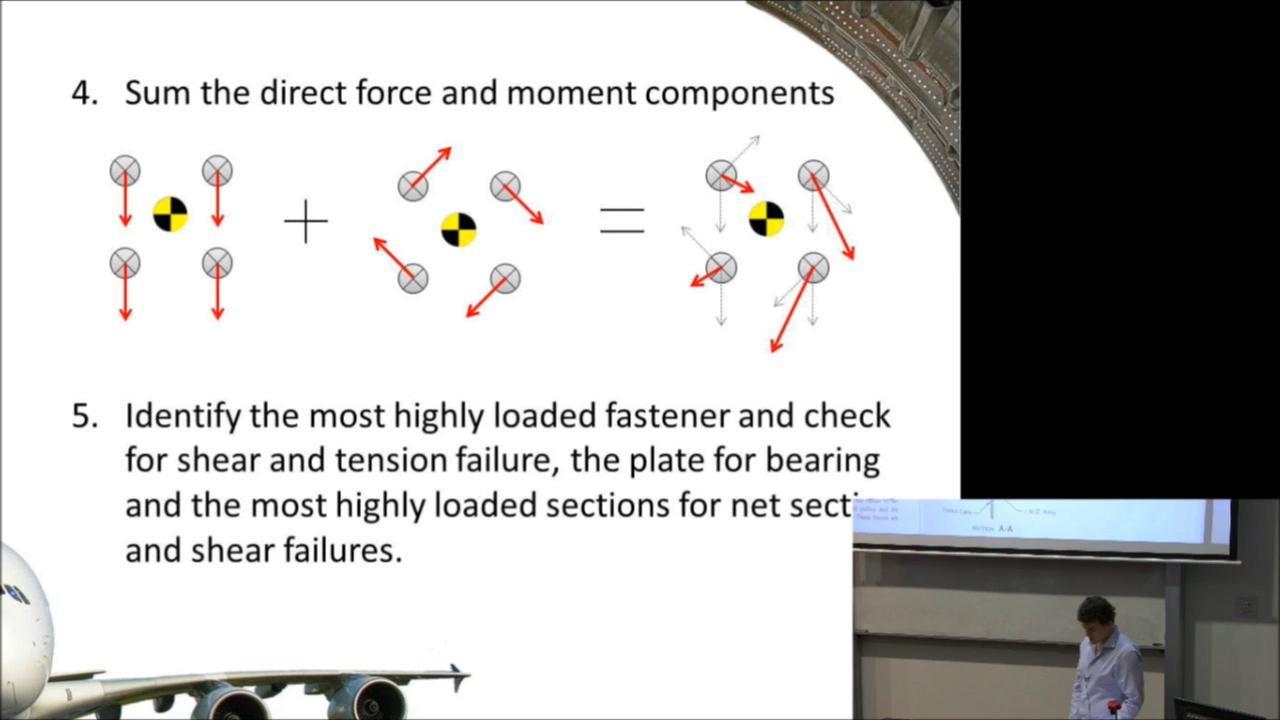 4. Sum the direct force and moment components
5. Identify the most highly loaded fastener and check
for shear and tension failure, the plate for bearing
and the most highly loaded sections for net secti
and shear failures.
SECTION A-A